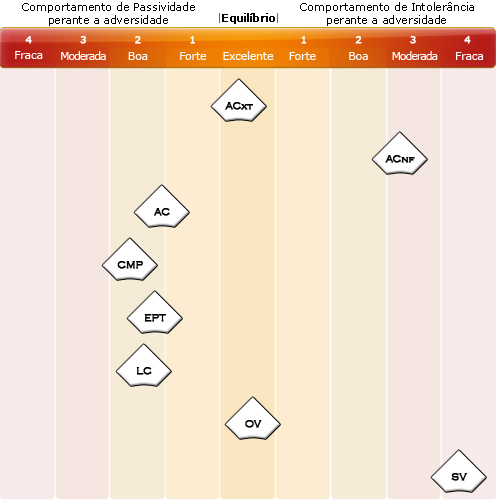 Comportamento de Passividade
perante a adversidade
|Equilíbrio|
Comportamento de Intolerância
perante a adversidade
4 3 2 1 1 2 3 4
Fraca Moderada Boa Forte Excelente Forte Boa Moderada Fraca
ACXT
ACNF
AC
CMP
EPT
LC
OV
SV